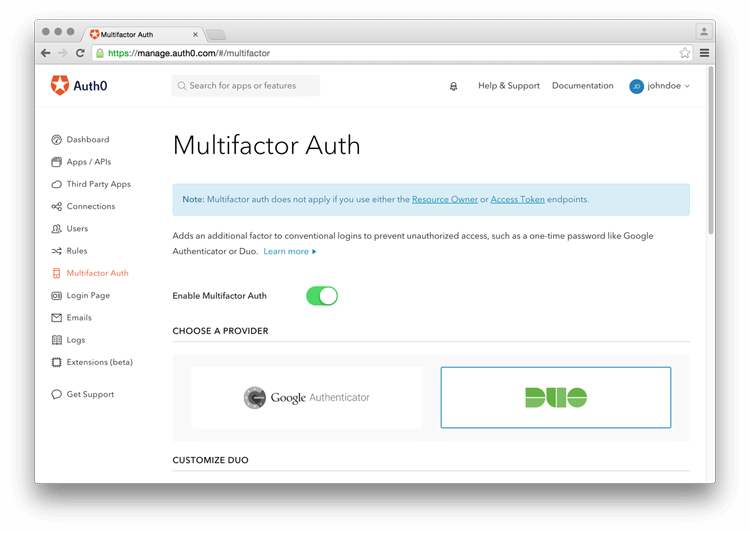 Multifactor Auth
https://manage.auth0.com/#/multifactor
Auth0
Search for apps or features
Help & Support
Documentation
JD
johndoe
Dashboard
Apps / APIs
Third Party Apps
Connections
Users
Rules
Multifactor Auth
Login Page
Emails
Logs
Extensions (beta)
Get Support
Multifactor Auth
Note: Multifactor auth does not apply if you use either the Resource Owner or Access Token endpoints.
Adds an additional factor to conventional logins to prevent unauthorized access, such as a one-time password like Google
Authenticator or Duo. Learn more
Enable Multifactor Auth
CHOOSE A PROVIDER
Google Authenticator
DUO
CUSTOMIZE DUO